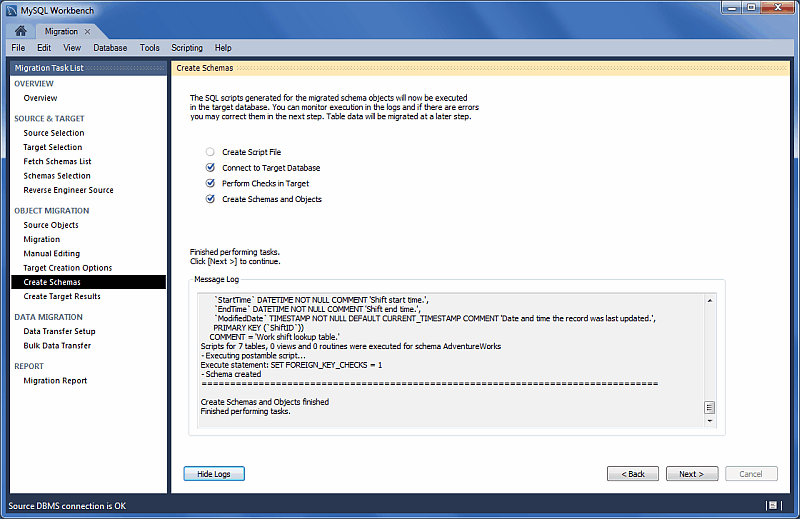 MySQL Workbench
Migration
File Edit View Database Tools Scripting Help
Migration Task List
OVERVIEW
Overview
SOURCE & TARGET
Source Selection
Target Selection
Fetch Schemas List
Schemas Selection
Reverse Engineer Source
OBJECT MIGRATION
Source Objects
Migration
Manual Editing
Target Creation Options
Create Schemas
Create Target Results
DATA MIGRATION
Data Transfer Setup
Bulk Data Transfer
REPORT
Migration Report
Create Schemas
The SQL scripts generated for the migrated schema objects will now be executed
in the target database. You can monitor execution in the logs and if there are errors
you may correct them in the next step. Table data will be migrated at a later step.
Create Script File
Connect to Target Database
Perform Checks in Target
Create Schemas and Objects
Finished performing tasks.
Click [Next >] to continue.
Message Log
`StartTime` DATETIME NOT NULL COMMENT 'Shift start time.',
`EndTime` DATETIME NOT NULL COMMENT 'Shift end time.',
`ModifiedDate` TIMESTAMP NOT NULL DEFAULT CURRENT_TIMESTAMP COMMENT 'Date and time the record was last updated.',
PRIMARY KEY (`ShiftID`))
COMMENT = 'Work shift lookup table.'
Scripts for 7 tables, 0 views and 0 routines were executed for schema AdventureWorks
- Executing postamble script...
Execute statement: SET FOREIGN_KEY_CHECKS = 1
- Schema created
==================================================================================
Create Schemas and Objects finished
Finished performing tasks.
Hide Logs
< Back
Next >
Cancel
Source DBMS connection is OK